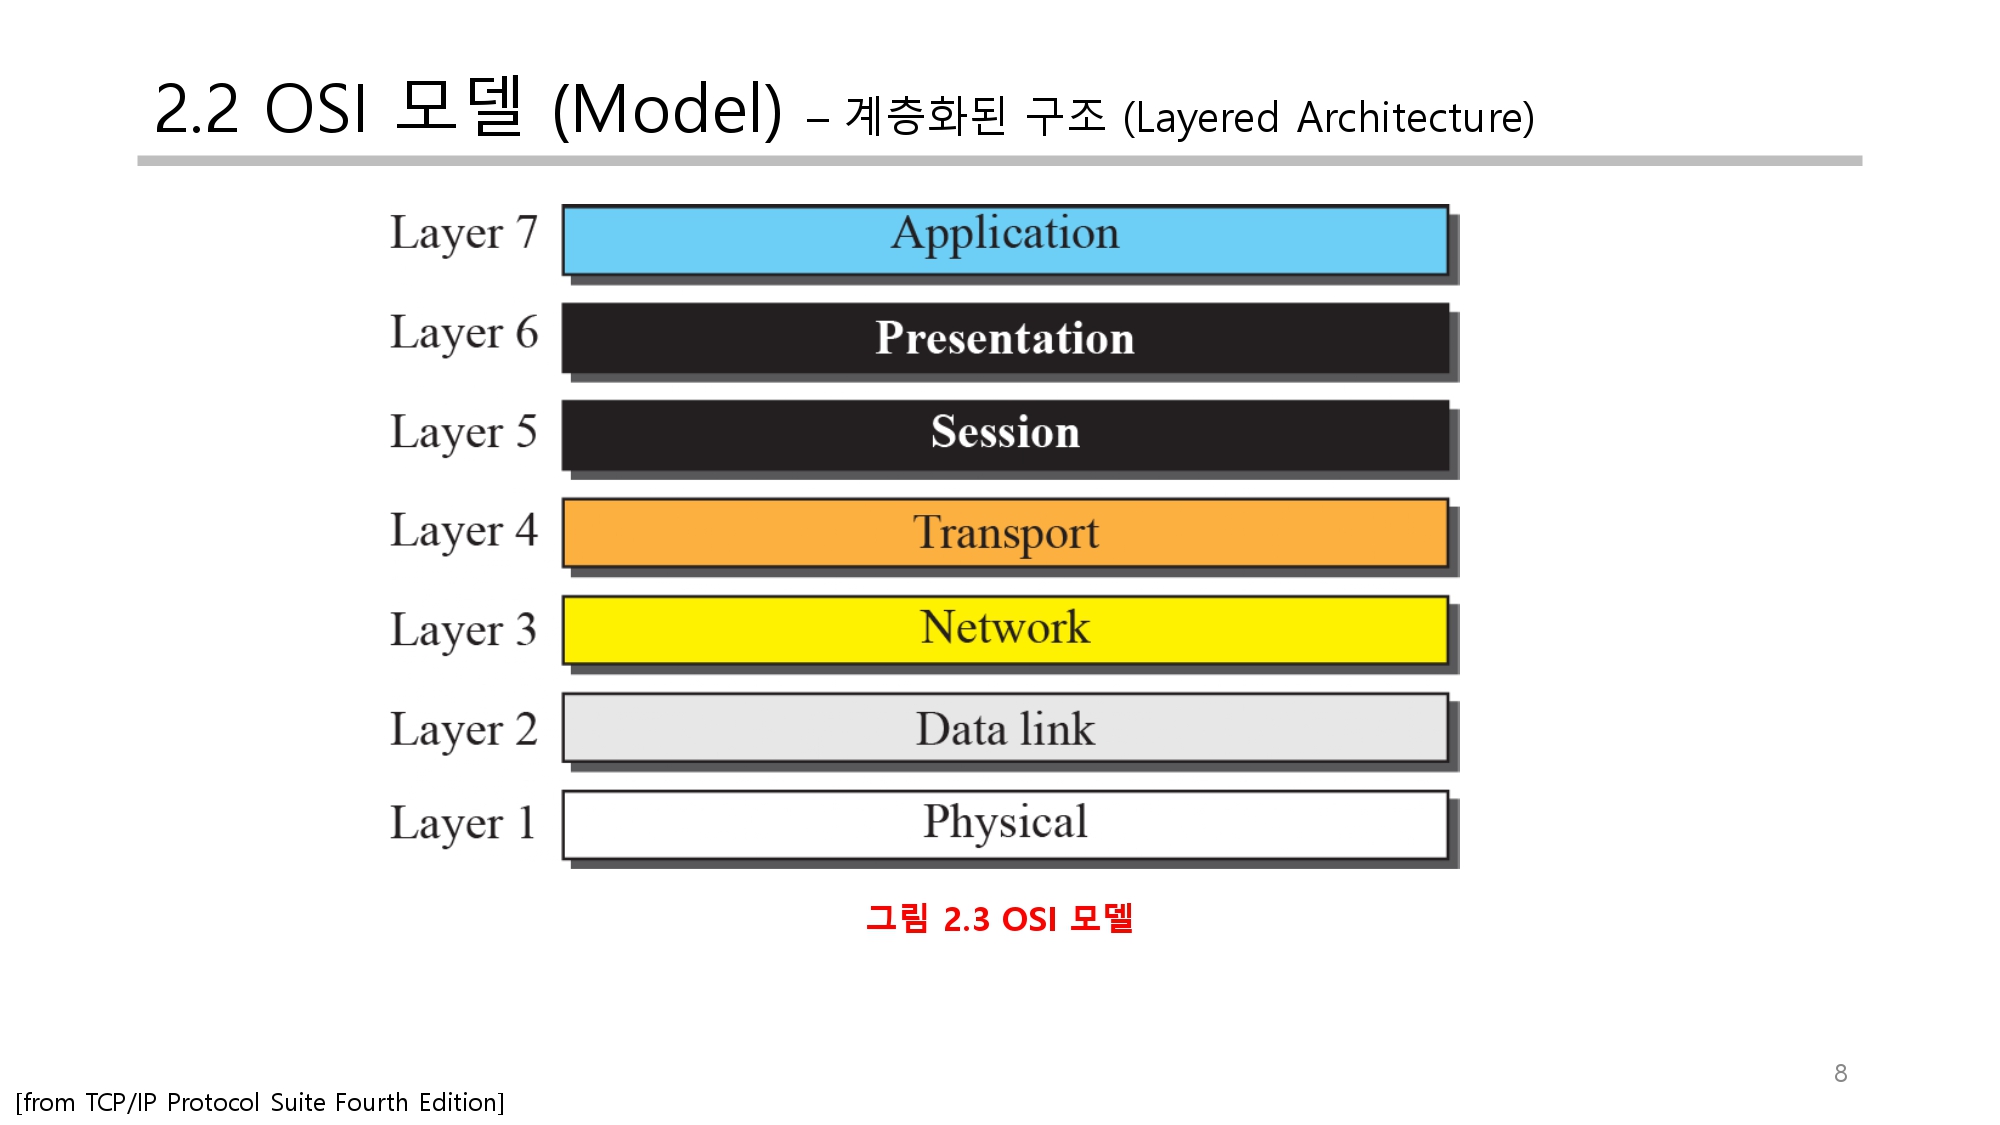 2.2 OSI 모델 (Model) – 계층화된 구조 (Layered Architecture)
Layer 7 Application
Layer 6 Presentation
Layer 5 Session
Layer 4 Transport
Layer 3 Network
Layer 2 Data link
Layer 1 Physical
그림 2.3 OSI 모델
8
[from TCP/IP Protocol Suite Fourth Edition]